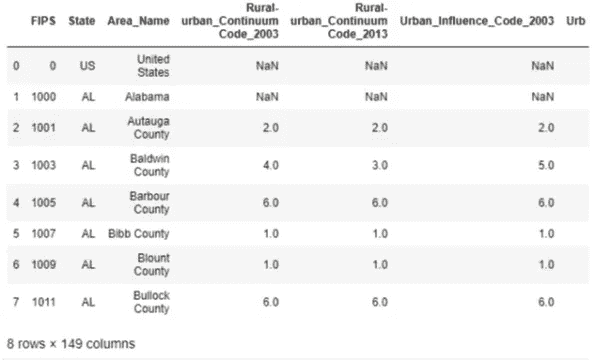 FIPS State Area_Name Rural-urban_Continuum Code_2003 Rural-urban_Continuum Code_2013 Urban_Influence_Code_2003 Urb
0 0 US United States NaN NaN NaN
1 1000 AL Alabama NaN NaN NaN
2 1001 AL Autauga County 2.0 2.0 2.0
3 1003 AL Baldwin County 4.0 3.0 5.0
4 1005 AL Barbour County 6.0 6.0 6.0
5 1007 AL Bibb County 1.0 1.0 1.0
6 1009 AL Blount County 1.0 1.0 1.0
7 1011 AL Bullock County 6.0 6.0 6.0
8 rows × 149 columns